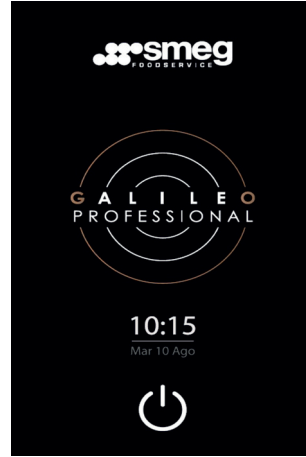 smeg
FOODSERVICE
GALILEO
PROFESSIONAL
10:15
Mar 10 Ago